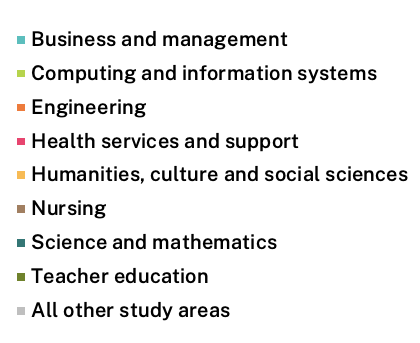 Business and management
Computing and information systems
Engineering
Health services and support
Humanities, culture and social sciences
Nursing
Science and mathematics
Teacher education
All other study areas